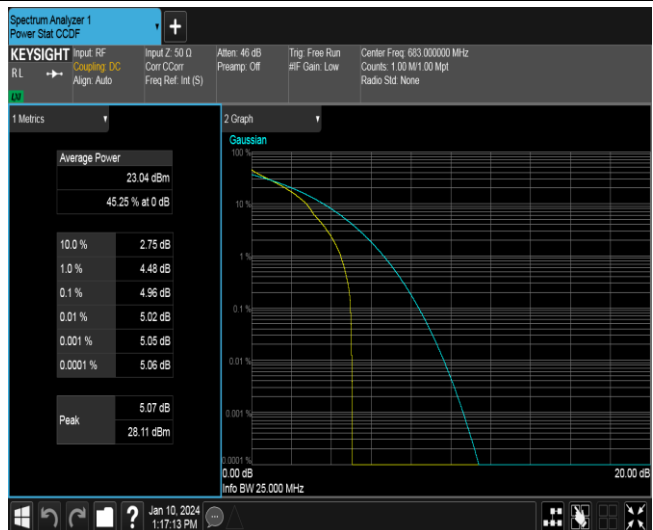 Spectrum Analyzer 1
Power Stat CCDF
+
KEYSIGHT
RL
Input: RF
Coupling: DC
Align: Auto
Input Z: 50 Ω
Corr CCorr
Freq Ref: Int (S)
Atten: 46 dB
Preamp: Off
Trig: Free Run
#IF Gain: Low
Center Freq: 683.000000 MHz
Counts: 1.00 M/1.00 Mpt
Radio Std: None
1 Metrics
Average Power
23.04 dBm
45.25 % at 0 dB
10.0 % 2.75 dB
1.0 % 4.48 dB
0.1 % 4.96 dB
0.01 % 5.02 dB
0.001 % 5.05 dB
0.0001 % 5.06 dB
Peak
5.07 dB
28.11 dBm
2 Graph
Gaussian
100 %
10 %
1 %
0.1 %
0.01 %
0.001 %
0.0001 %
0.00 dB
20.00 dB
Info BW 25.000 MHz
?
Jan 10, 2024
1:17:13 PM